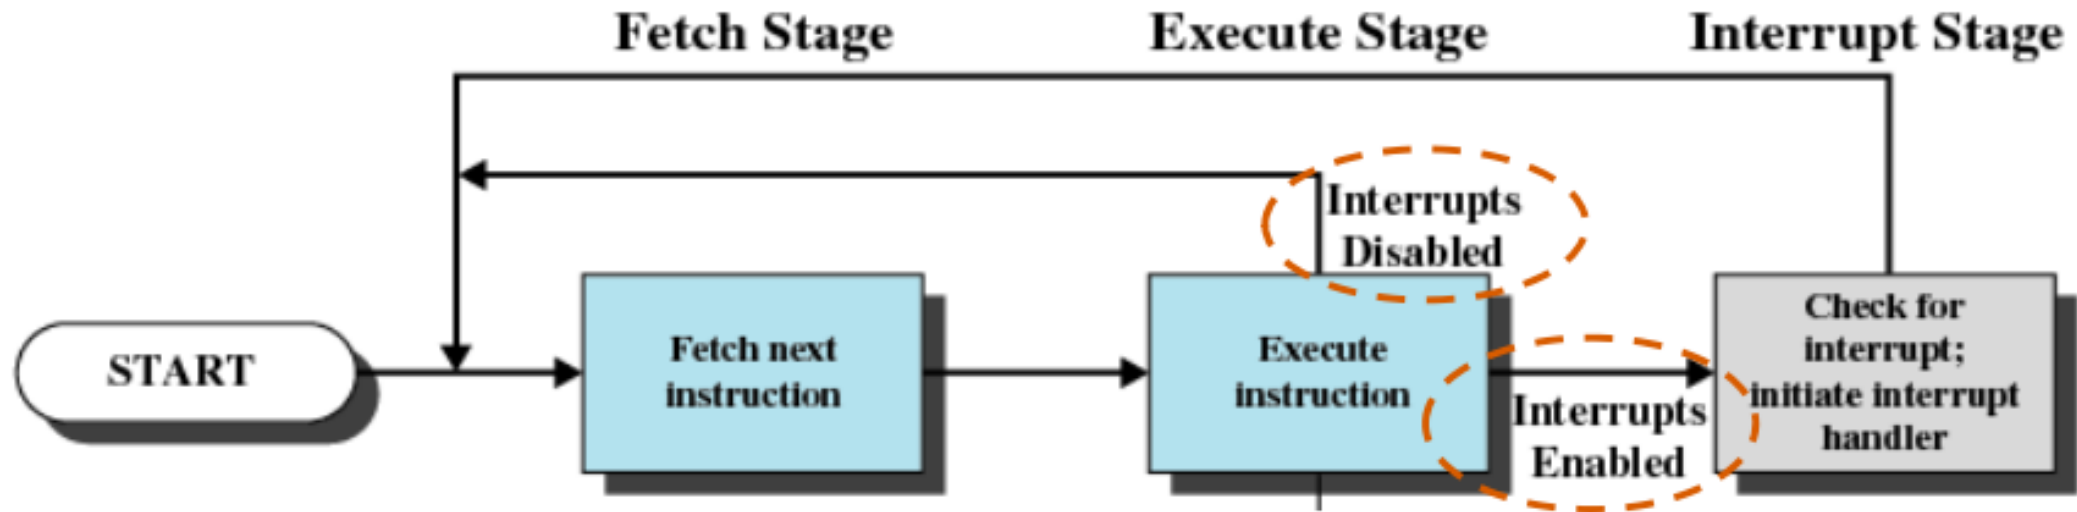 Fetch Stage
Execute Stage
Interrupt Stage
Interrupts
Disabled
START
Fetch next
instruction
Execute
instruction
Interrupts
Enabled
Check for
interrupt;
initiate interrupt
handler